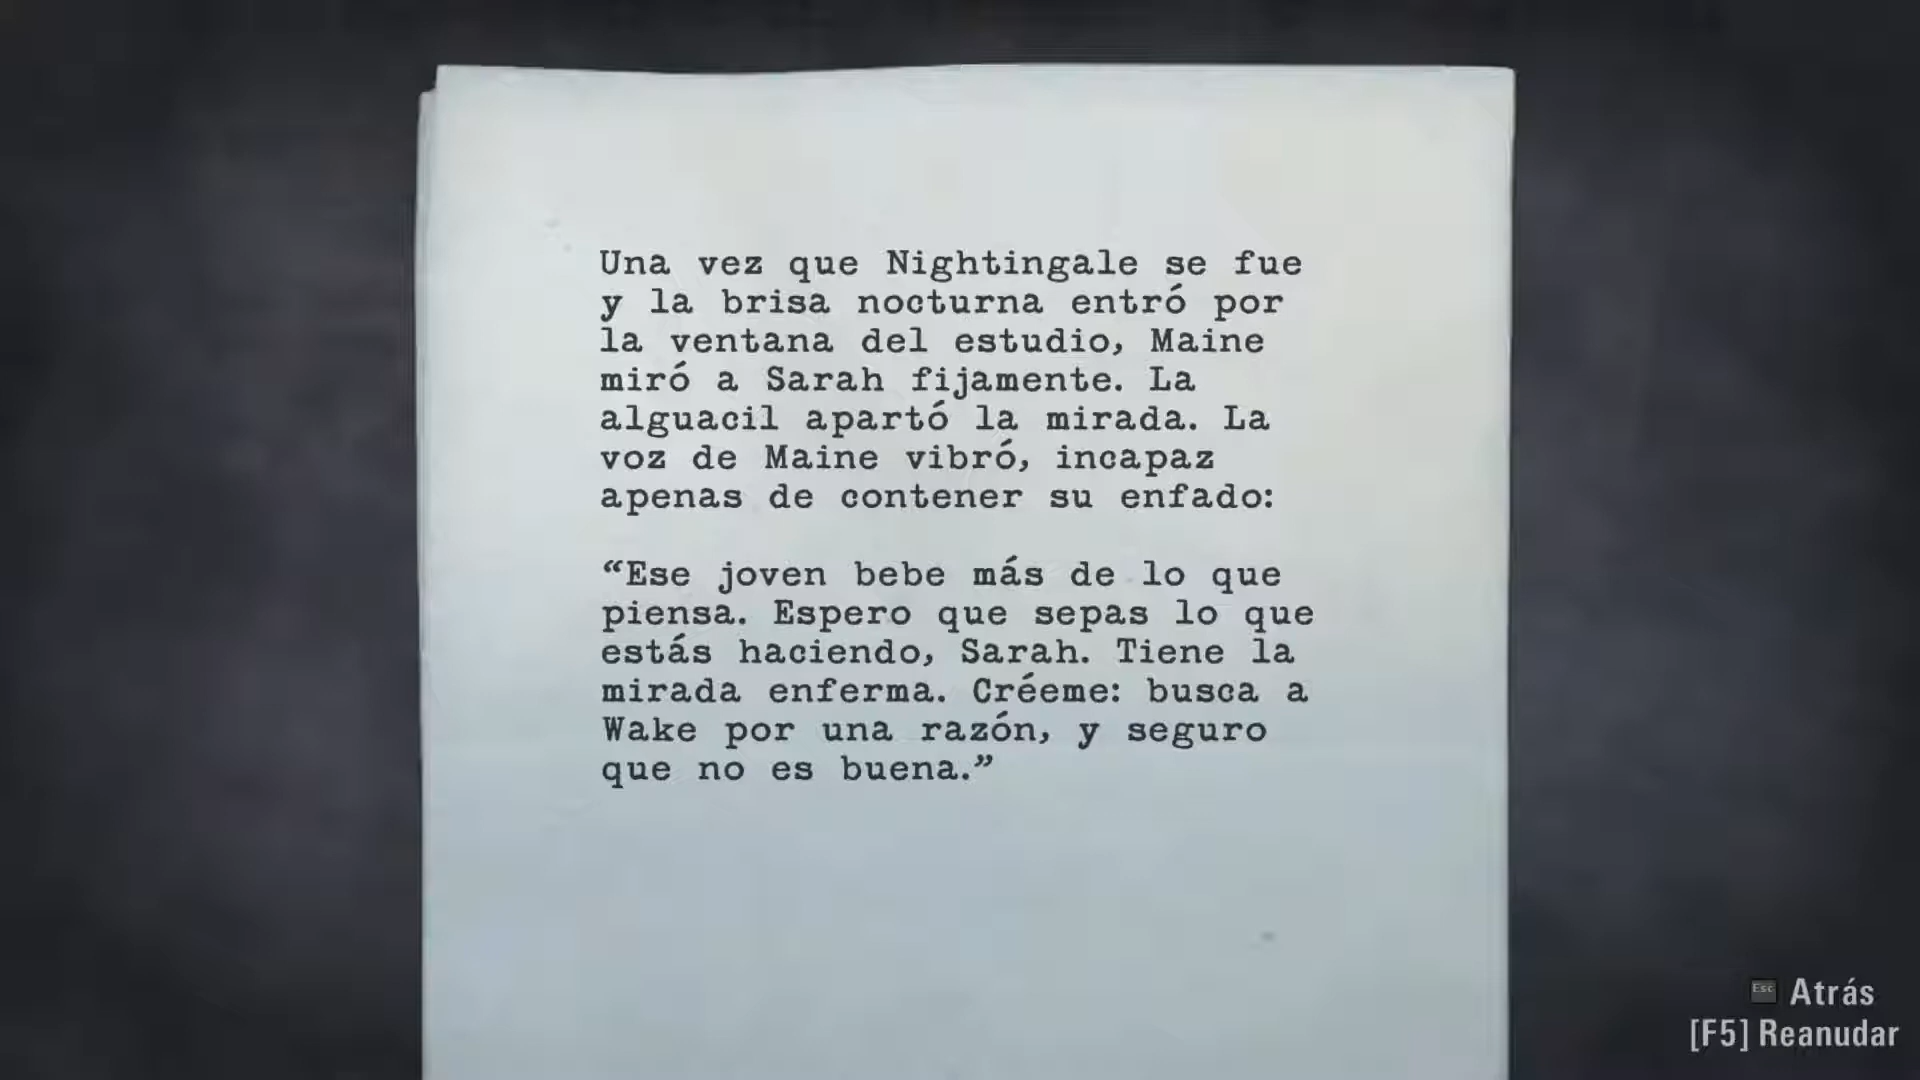 Una vez que Nightingale se fue
y la brisa nocturna entró por
la ventana del estudio, Maine
miró a Sarah fijamente. La
alguacil apartó la mirada. La
voz de Maine vibró, incapaz
apenas de contener su enfado:
“Ese joven bebe más de lo que
piensa. Espero que sepas lo que
estás haciendo, Sarah. Tiene la
mirada enferma. Créeme: busca a
Wake por una razón, y seguro
que no es buena.”
Esc Atrás
[F5] Reanudar